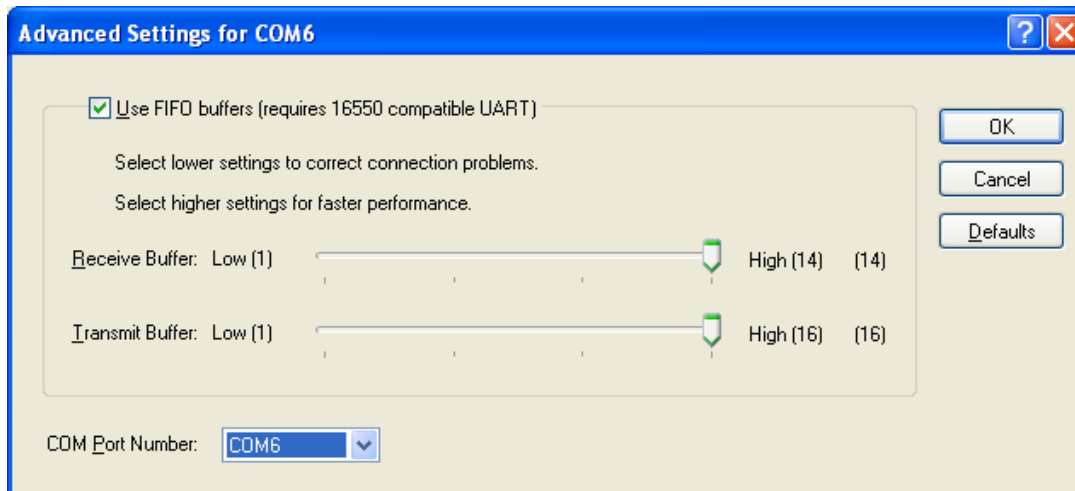 Advanced Settings for COM6
Use FIFO buffers (requires 16550 compatible UART)
Select lower settings to correct connection problems.
Select higher settings for faster performance.
Receive Buffer: Low (1) High (14) (14)
Transmit Buffer: Low (1) High (16) (16)
COM Port Number: COM6
OK
Cancel
Defaults